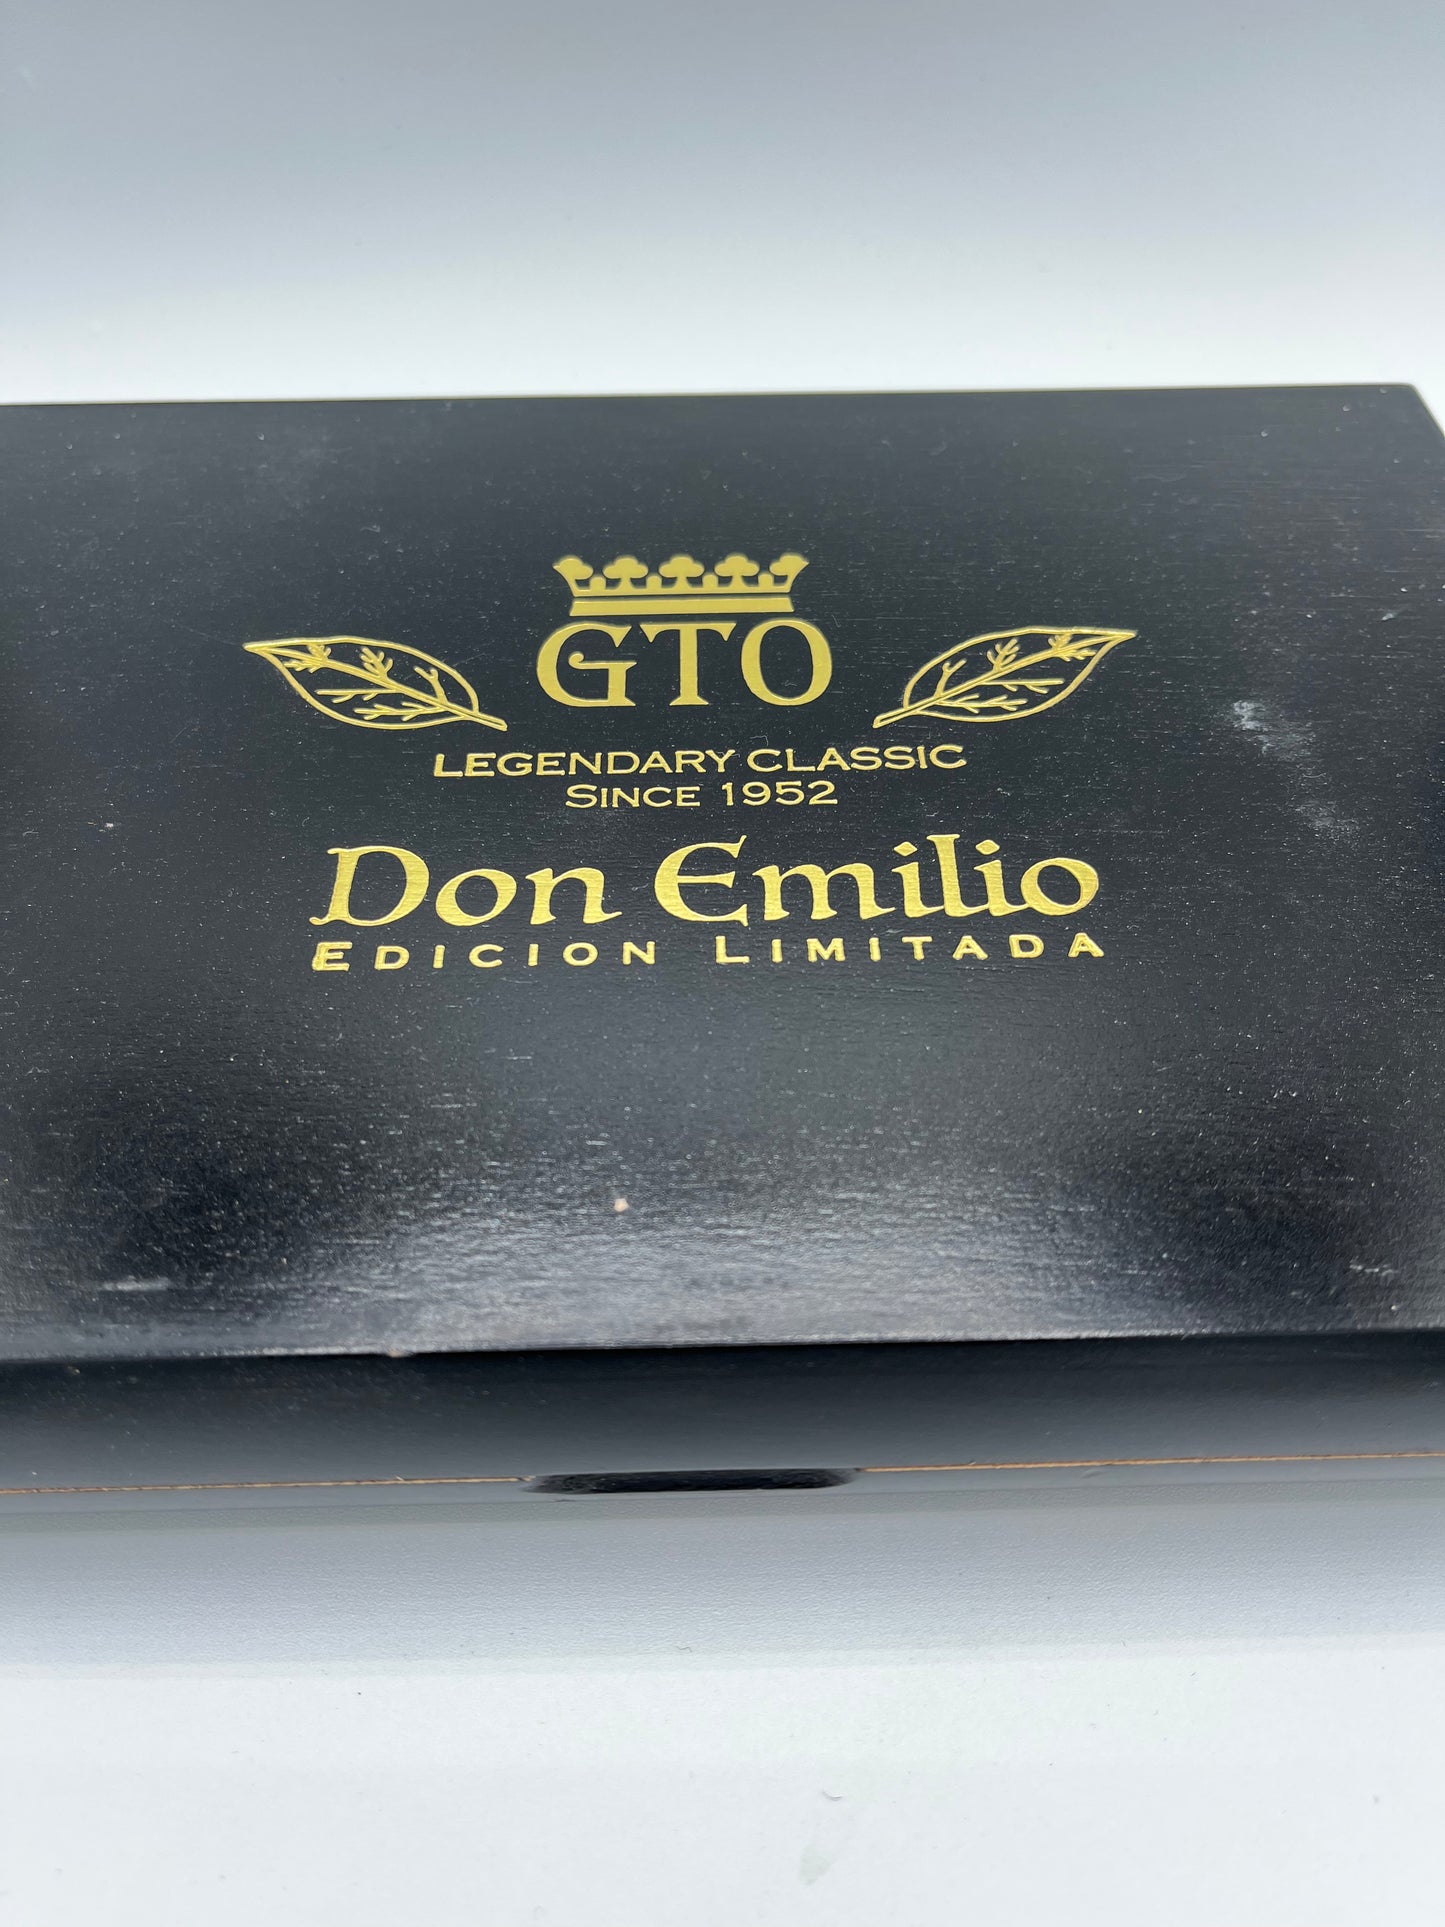 GTO
LEGENDARY CLASSIC
SINCE 1952
Don Emilio
EDICION LIMITADA